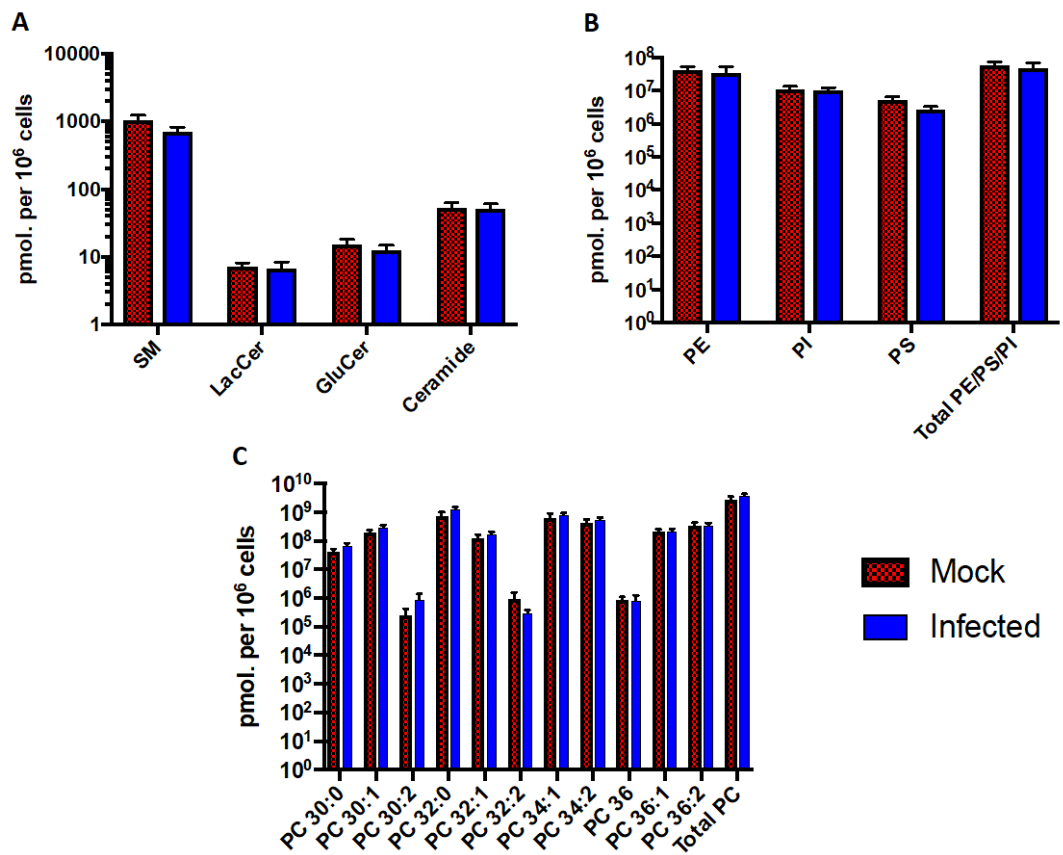 A
10000
1000
100
10
1
pmol. per 10⁶ cells
SM
LacCer
GluCer
Ceramide
B
10⁸
10⁷
10⁶
10⁵
10⁴
10³
10²
10¹
10⁰
pmol. per 10⁶ cells
PE
PI
PS
Total PE/PS/PI
C
10¹⁰
10⁹
10⁸
10⁷
10⁶
10⁵
10⁴
10³
10²
10¹
10⁰
pmol. per 10⁶ cells
PC 30:0
PC 30:1
PC 30:2
PC 32:0
PC 32:1
PC 32:2
PC 34:1
PC 34:2
PC 36
PC 36:1
PC 36:2
Total PC
Mock
Infected